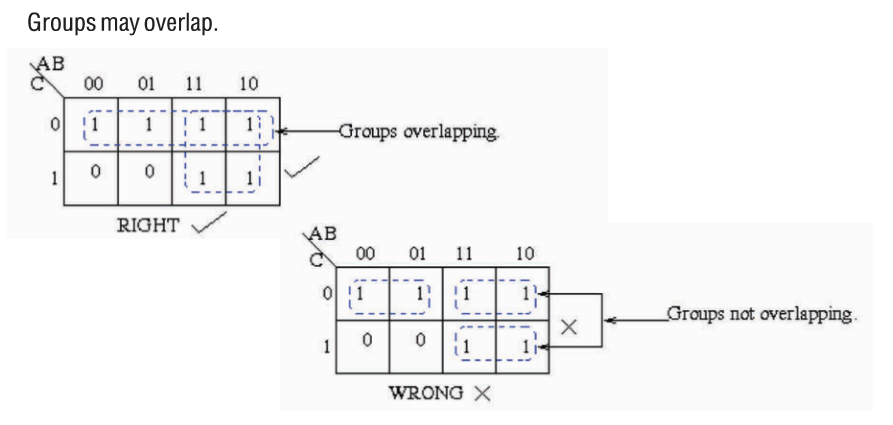 Groups may overlap.
AB
C
00 01 11 10
0 1 1 1 1
Groups overlapping.
1 0 0 1 1
RIGHT
AB
C
00 01 11 10
0 1 1 1 1
Groups not overlapping.
1 0 0 1 1
WRONG